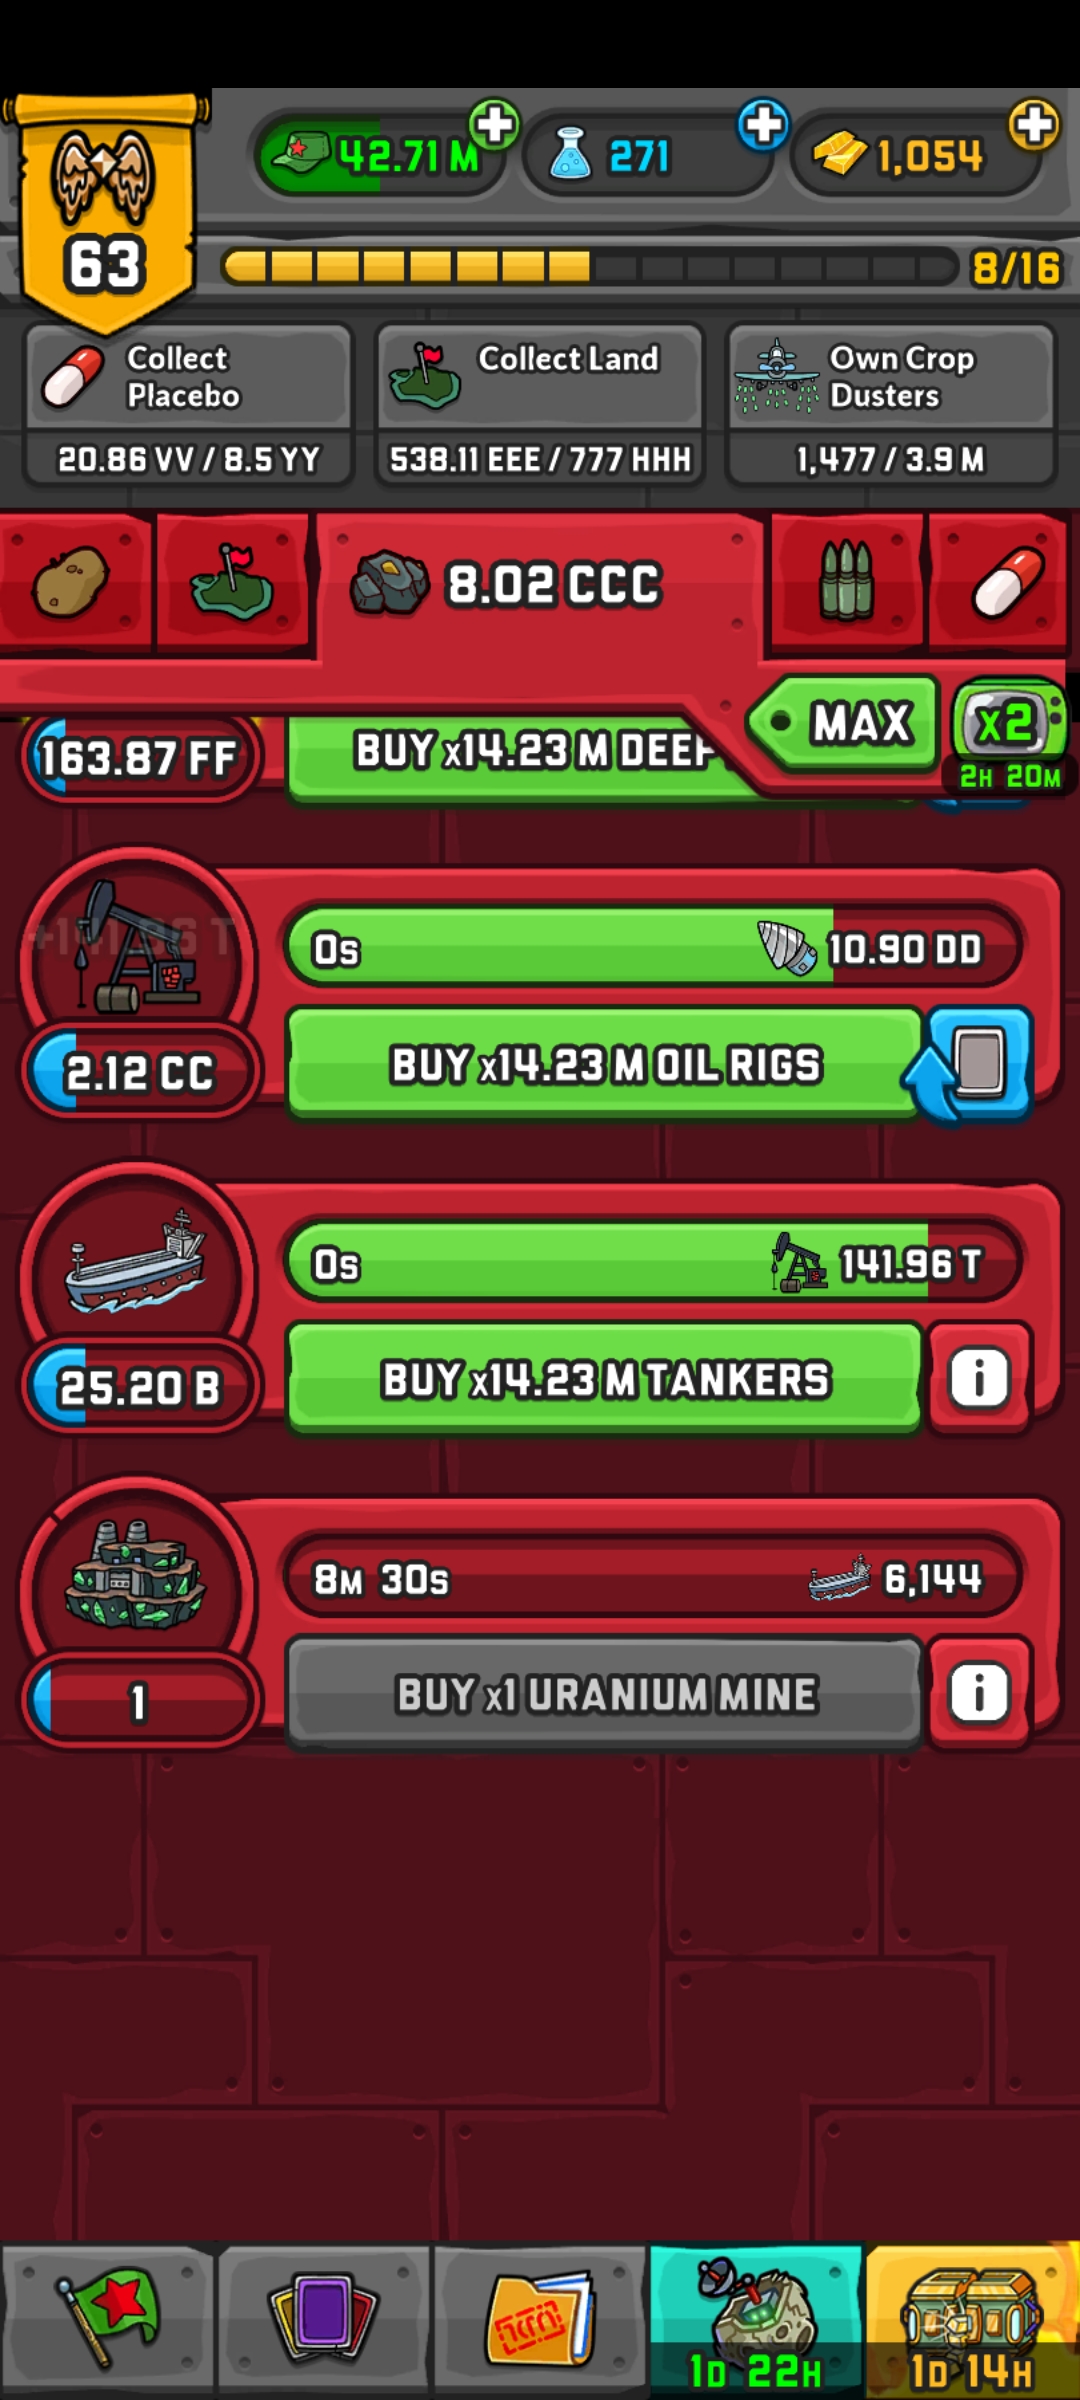 42.71 M
271
1,054
63
8/16
Collect
Placebo
20.86 VV / 8.5 YY
Collect Land
538.11 EEE / 777 HHH
Own Crop
Dusters
1,477 / 3.9 M
8.02 CCC
MAX
x2
2H 20M
163.87 FF
BUY x14.23 M DEEP
+141.96 T
0s
10.90 DD
2.12 CC
BUY x14.23 M OIL RIGS
0s
141.96 T
25.20 B
BUY x14.23 M TANKERS
i
8M 30s
6,144
1
BUY x1 URANIUM MINE
i
1D 22H
1D 14H